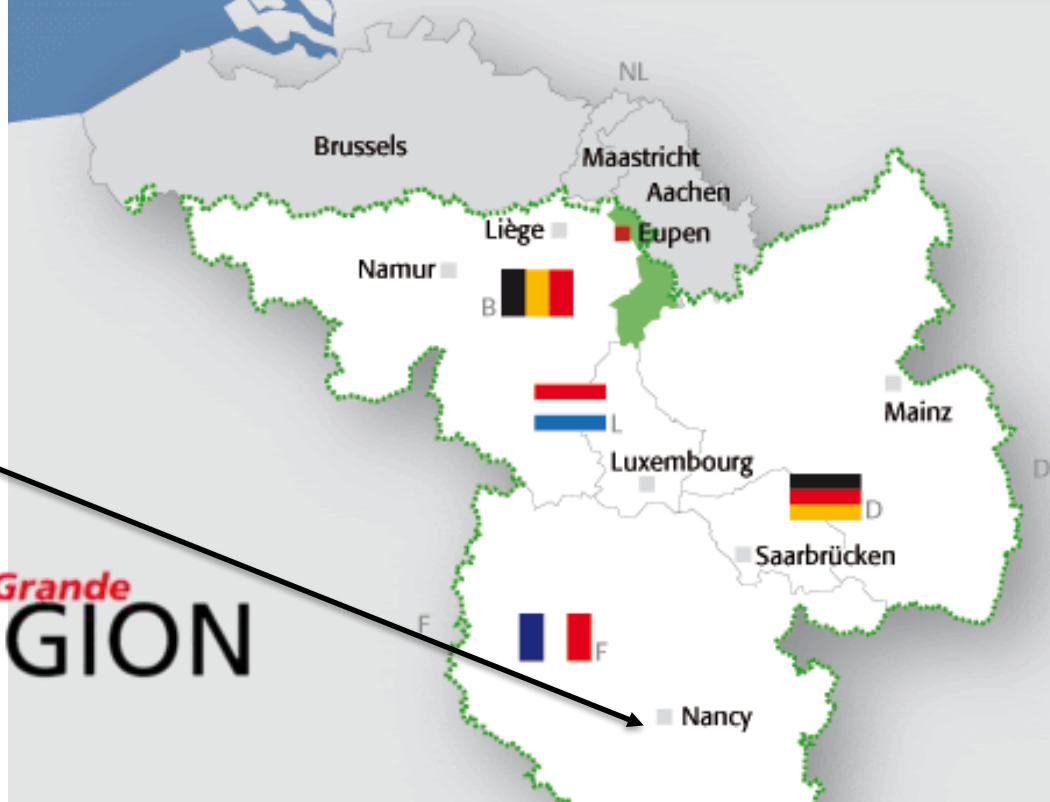 NL
Brussels
Maastricht
Aachen
Liège
Eupen
Namur
B
L
Mainz
Luxembourg
D
D
Saarbrücken
Grande
GION
F
F
Nancy